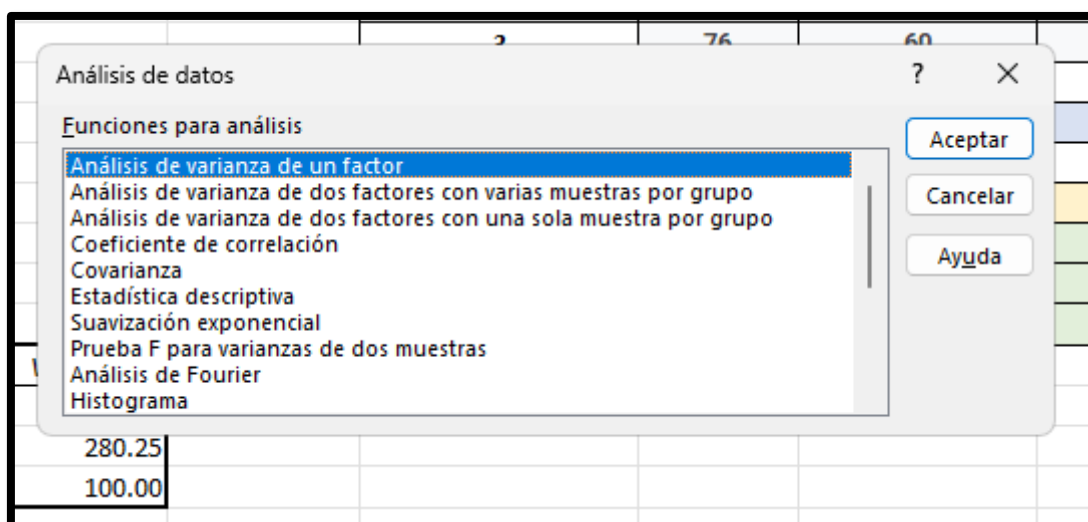 76 60
Análisis de datos ?
Funciones para análisis
Análisis de varianza de un factor
Análisis de varianza de dos factores con varias muestras por grupo
Análisis de varianza de dos factores con una sola muestra por grupo
Coeficiente de correlación
Covarianza
Estadística descriptiva
Suavización exponencial
Prueba F para varianzas de dos muestras
Análisis de Fourier
Histograma
Aceptar
Cancelar
Ayuda
280.25
100.00